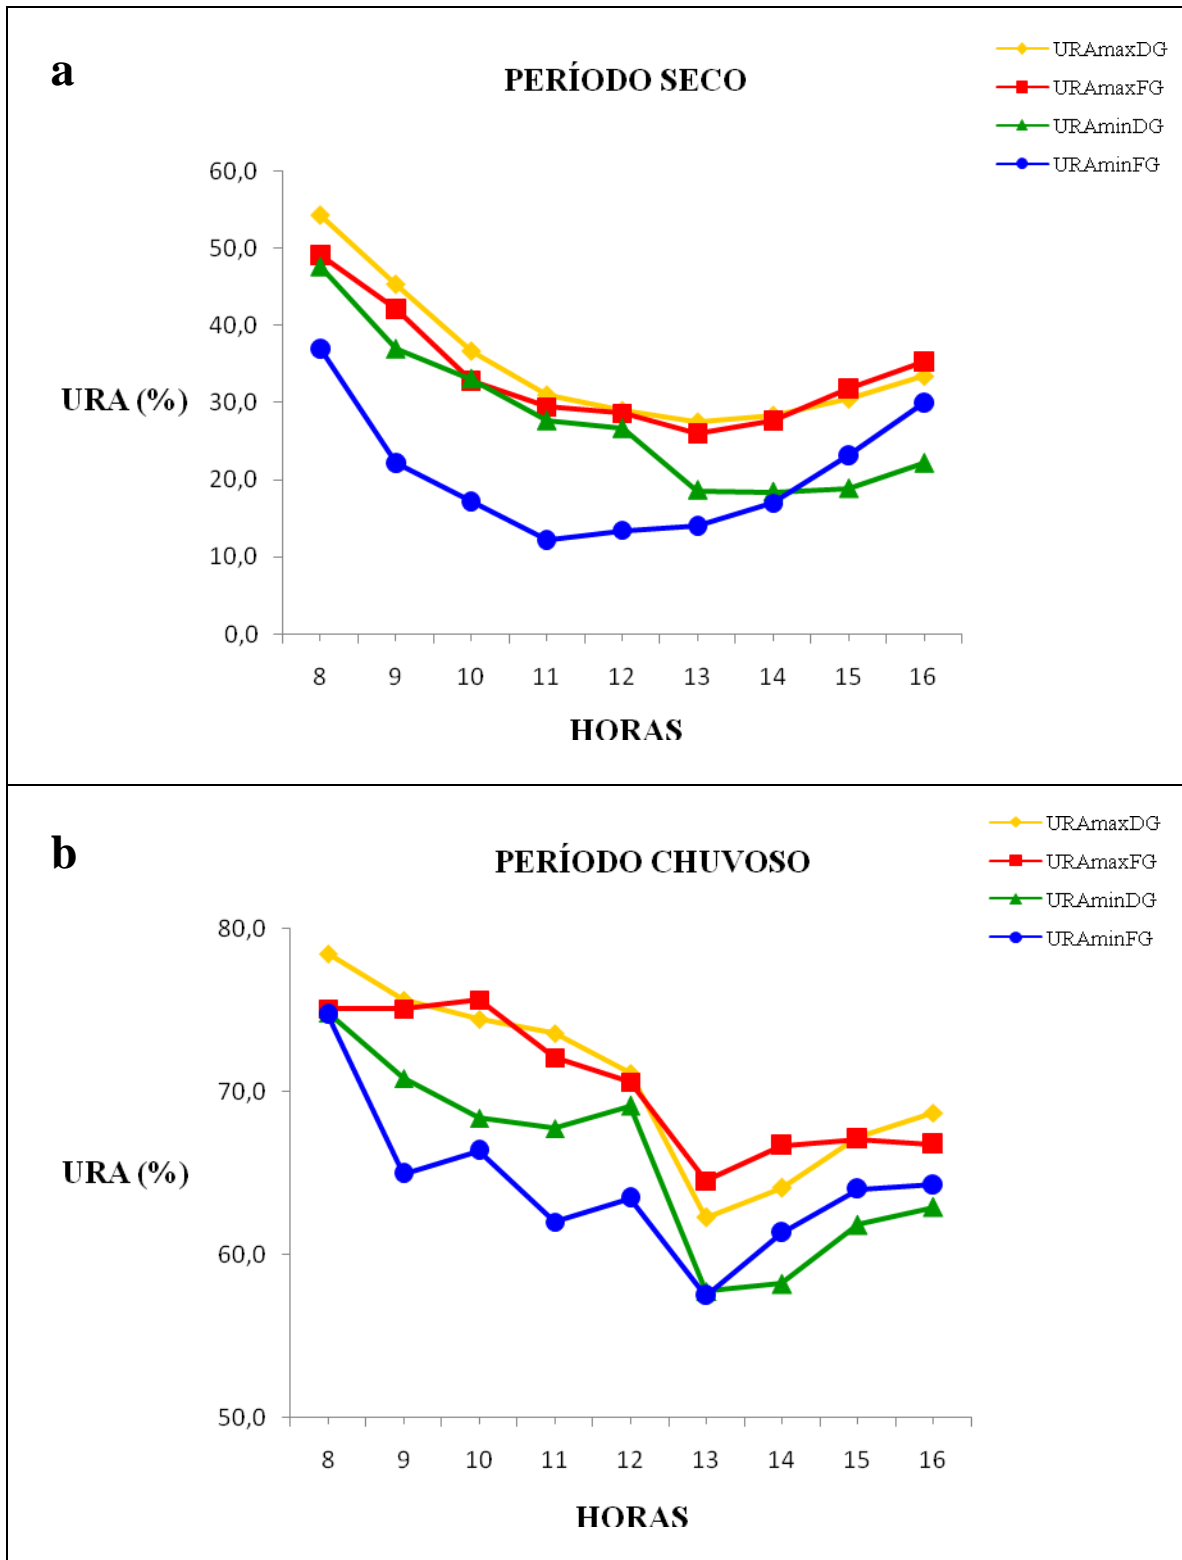 a
PERÍODO SECO
URAmaxDG
URAmaxFG
URAminDG
URAminFG
60,0
50,0
40,0
30,0
20,0
10,0
0,0
URA (%)
8 9 10 11 12 13 14 15 16
HORAS
b
PERÍODO CHUVOSO
URAmaxDG
URAmaxFG
URAminDG
URAminFG
80,0
70,0
60,0
50,0
URA (%)
8 9 10 11 12 13 14 15 16
HORAS